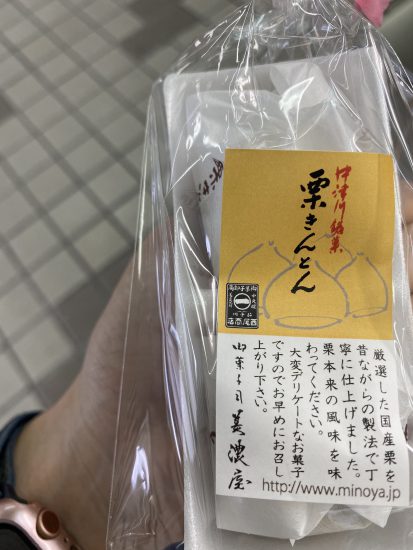 中津川銘菓
栗きんとん
厳選した国産栗を
昔ながらの製法で丁
寧に仕上げました。
栗本来の風味を味
わってください。
大変デリケートなお菓子
ですのでお早めにお召し
上がり下さい。
御菓子司 美濃屋
http://www.minoya.jp